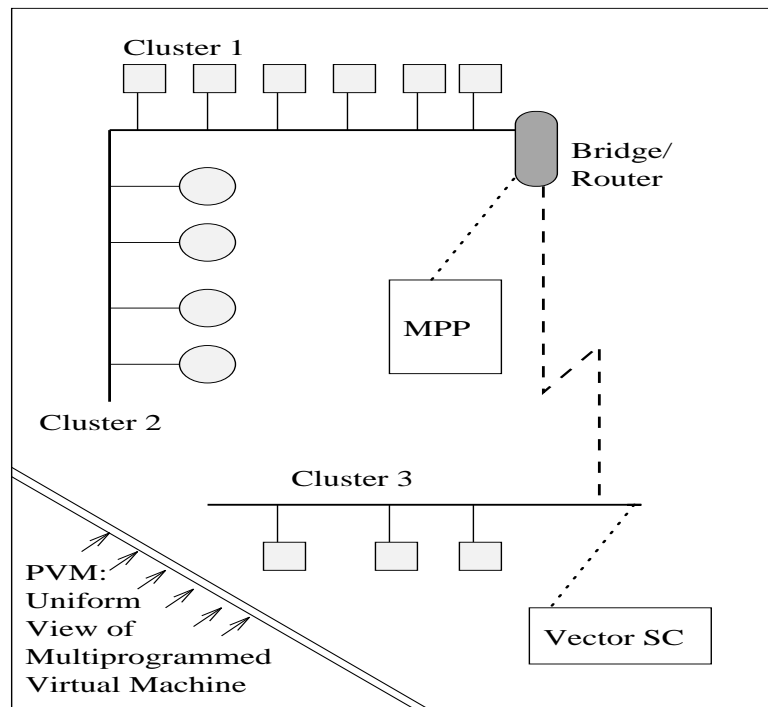 Cluster 1
Bridge/
Router
MPP
Cluster 2
Cluster 3
PVM:
Uniform
View of
Multiprogrammed
Virtual Machine
Vector SC